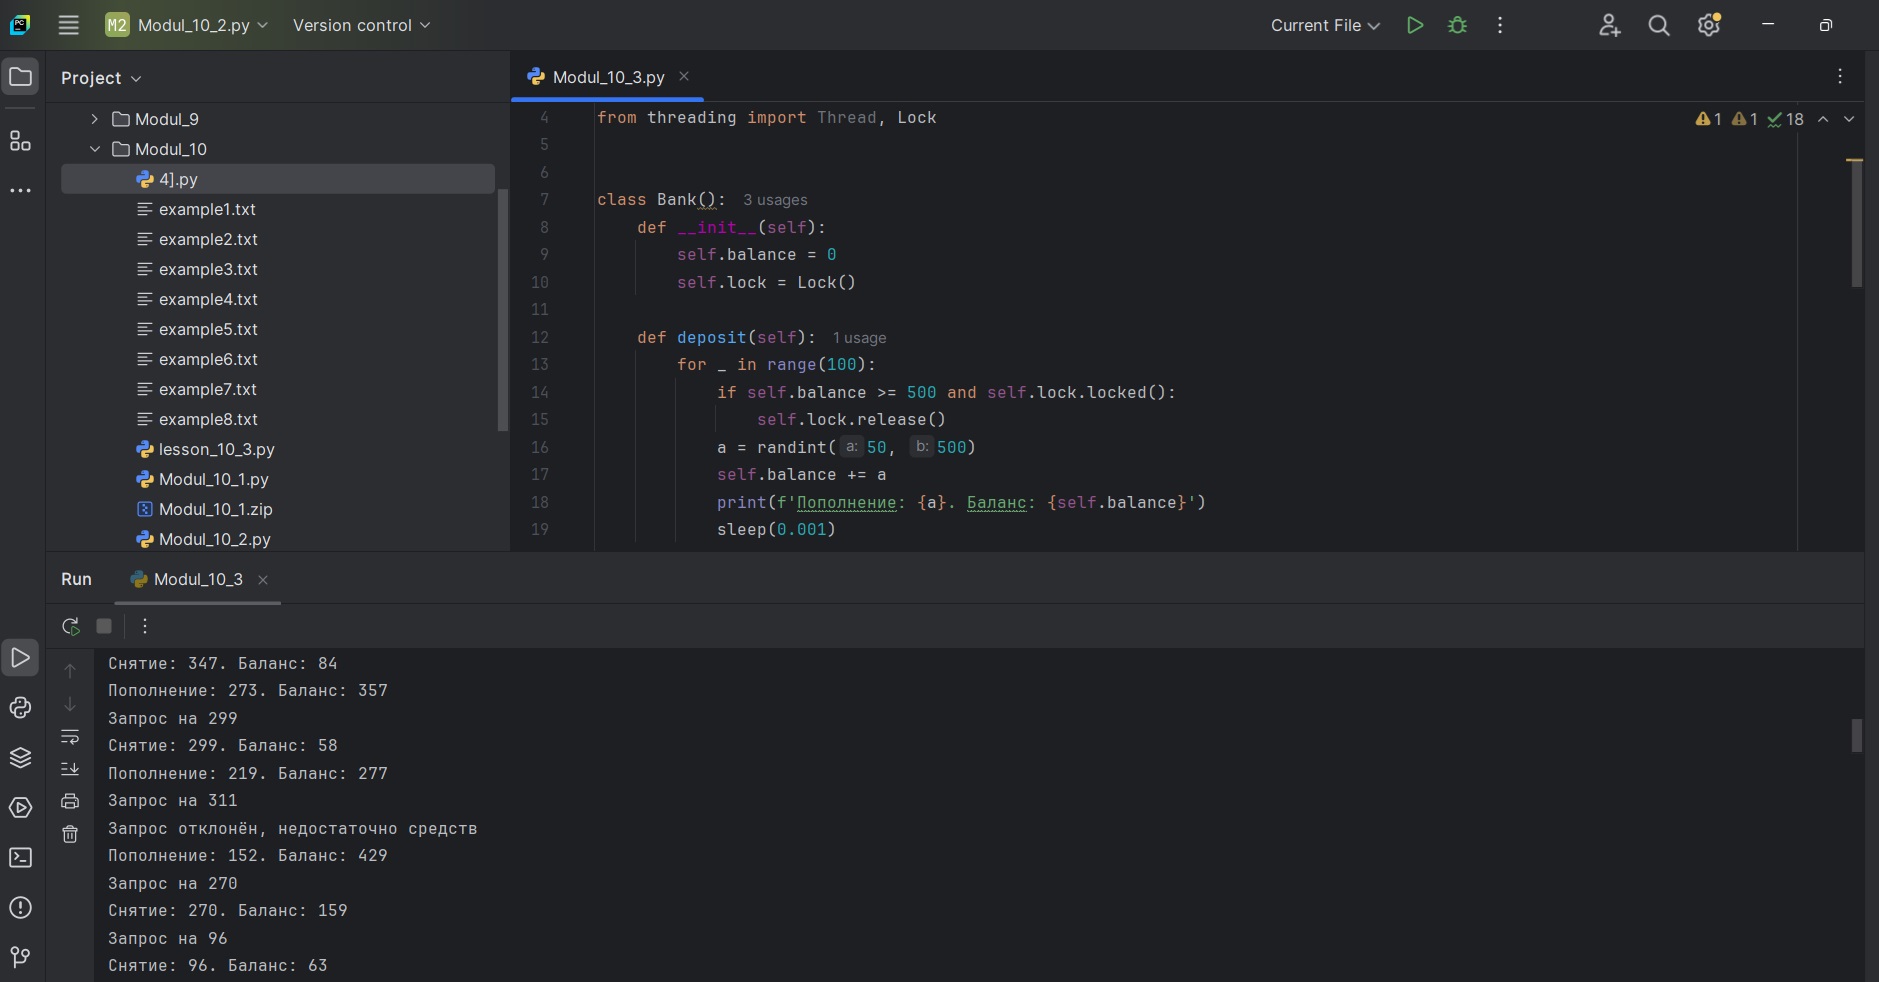 PC M2 Modul_10_2.py Version control Current File
Project
Modul_9
Modul_10
4].py
example1.txt
example2.txt
example3.txt
example4.txt
example5.txt
example6.txt
example7.txt
example8.txt
lesson_10_3.py
Modul_10_1.py
Modul_10_1.zip
Modul_10_2.py
Modul_10_3.py
1 1 18
4 from threading import Thread, Lock
5
6
7 class Bank(): 3 usages
8 def __init__(self):
9 self.balance = 0
10 self.lock = Lock()
11
12 def deposit(self): 1 usage
13 for _ in range(100):
14 if self.balance >= 500 and self.lock.locked():
15 self.lock.release()
16 a = randint( a: 50, b: 500)
17 self.balance += a
18 print(f'Пополнение: {a}. Баланс: {self.balance}')
19 sleep(0.001)
Run Modul_10_3
Снятие: 347. Баланс: 84
Пополнение: 273. Баланс: 357
Запрос на 299
Снятие: 299. Баланс: 58
Пополнение: 219. Баланс: 277
Запрос на 311
Запрос отклонён, недостаточно средств
Пополнение: 152. Баланс: 429
Запрос на 270
Снятие: 270. Баланс: 159
Запрос на 96
Снятие: 96. Баланс: 63